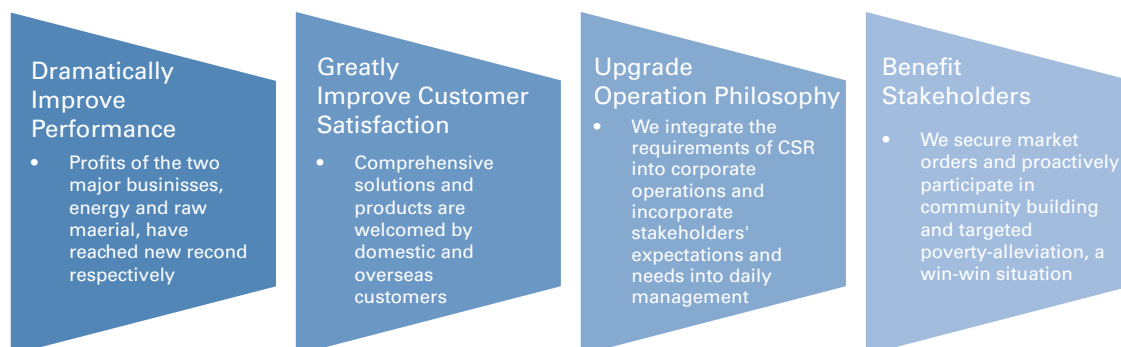 Dramatically
Improve
Performance
• Profits of the two
major businisses,
energy and raw
maerial, have
reached new recond
respectively
Greatly
Improve Customer
Satisfaction
• Comprehensive
solutions and
products are
welcomed by
domestic and
overseas
customers
Upgrade
Operation Philosophy
• We integrate the
requirements of CSR
into corporate
operations and
incorporate
stakeholders'
expectations and
needs into daily
management
Benefit
Stakeholders
• We secure market
orders and proactively
participate in
community building
and targeted
poverty-alleviation, a
win-win situation